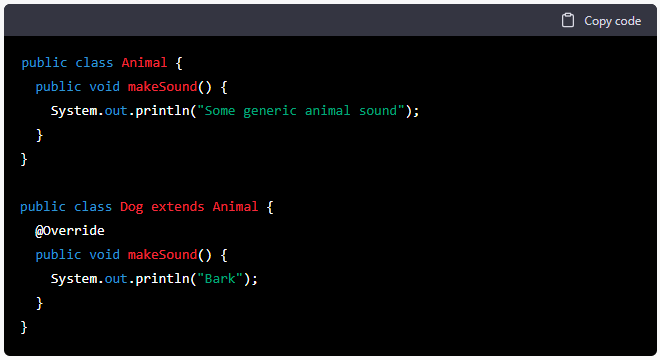 Copy code
public class Animal {
  public void makeSound() {
    System.out.println("Some generic animal sound");
  }
}

public class Dog extends Animal {
  @Override
  public void makeSound() {
    System.out.println("Bark");
  }
}